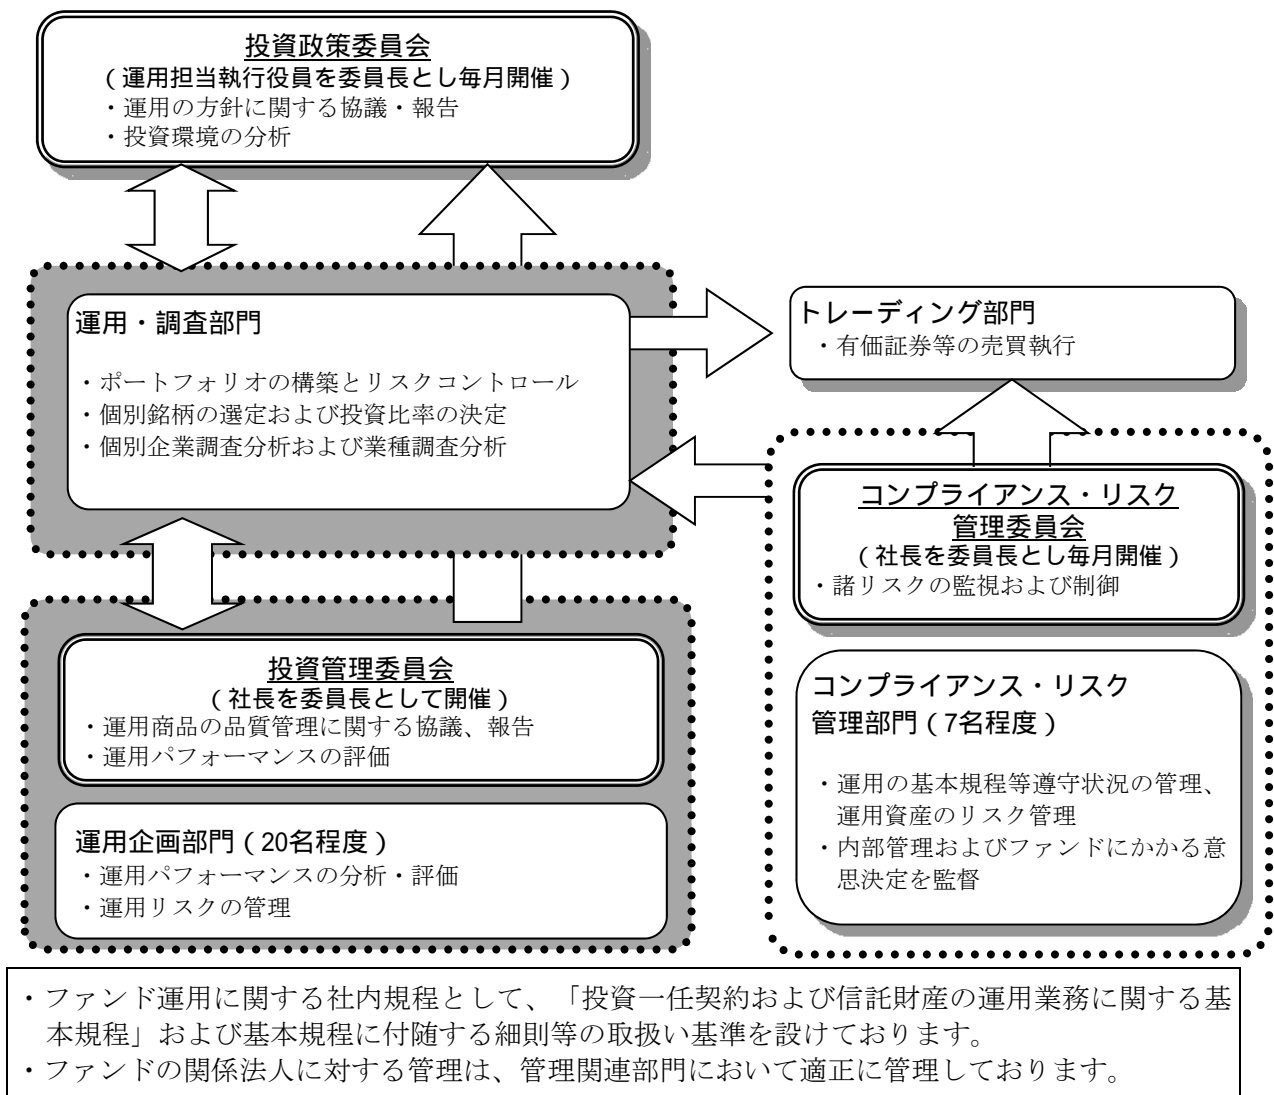 投資政策委員会
（運用担当執行役員を委員長とし毎月開催）
・運用の方針に関する協議・報告
・投資環境の分析
運用・調査部門
・ポートフォリオの構築とリスクコントロール
・個別銘柄の選定および投資比率の決定
・個別企業調査分析および業種調査分析
トレーディング部門
・有価証券等の売買執行
コンプライアンス・リスク
管理委員会
（社長を委員長とし毎月開催）
・諸リスクの監視および制御
投資管理委員会
（社長を委員長として開催）
・運用商品の品質管理に関する協議、報告
・運用パフォーマンスの評価
コンプライアンス・リスク
管理部門（7名程度）
・運用の基本規程等遵守状況の管理、
運用資産のリスク管理
・内部管理およびファンドにかかる意
思決定を監督
運用企画部門（20名程度）
・運用パフォーマンスの分析・評価
・運用リスクの管理
・ファンド運用に関する社内規程として、「投資一任契約および信託財産の運用業務に関する基
本規程」および基本規程に付随する細則等の取扱い基準を設けております。
・ファンドの関係法人に対する管理は、管理関連部門において適正に管理しております。